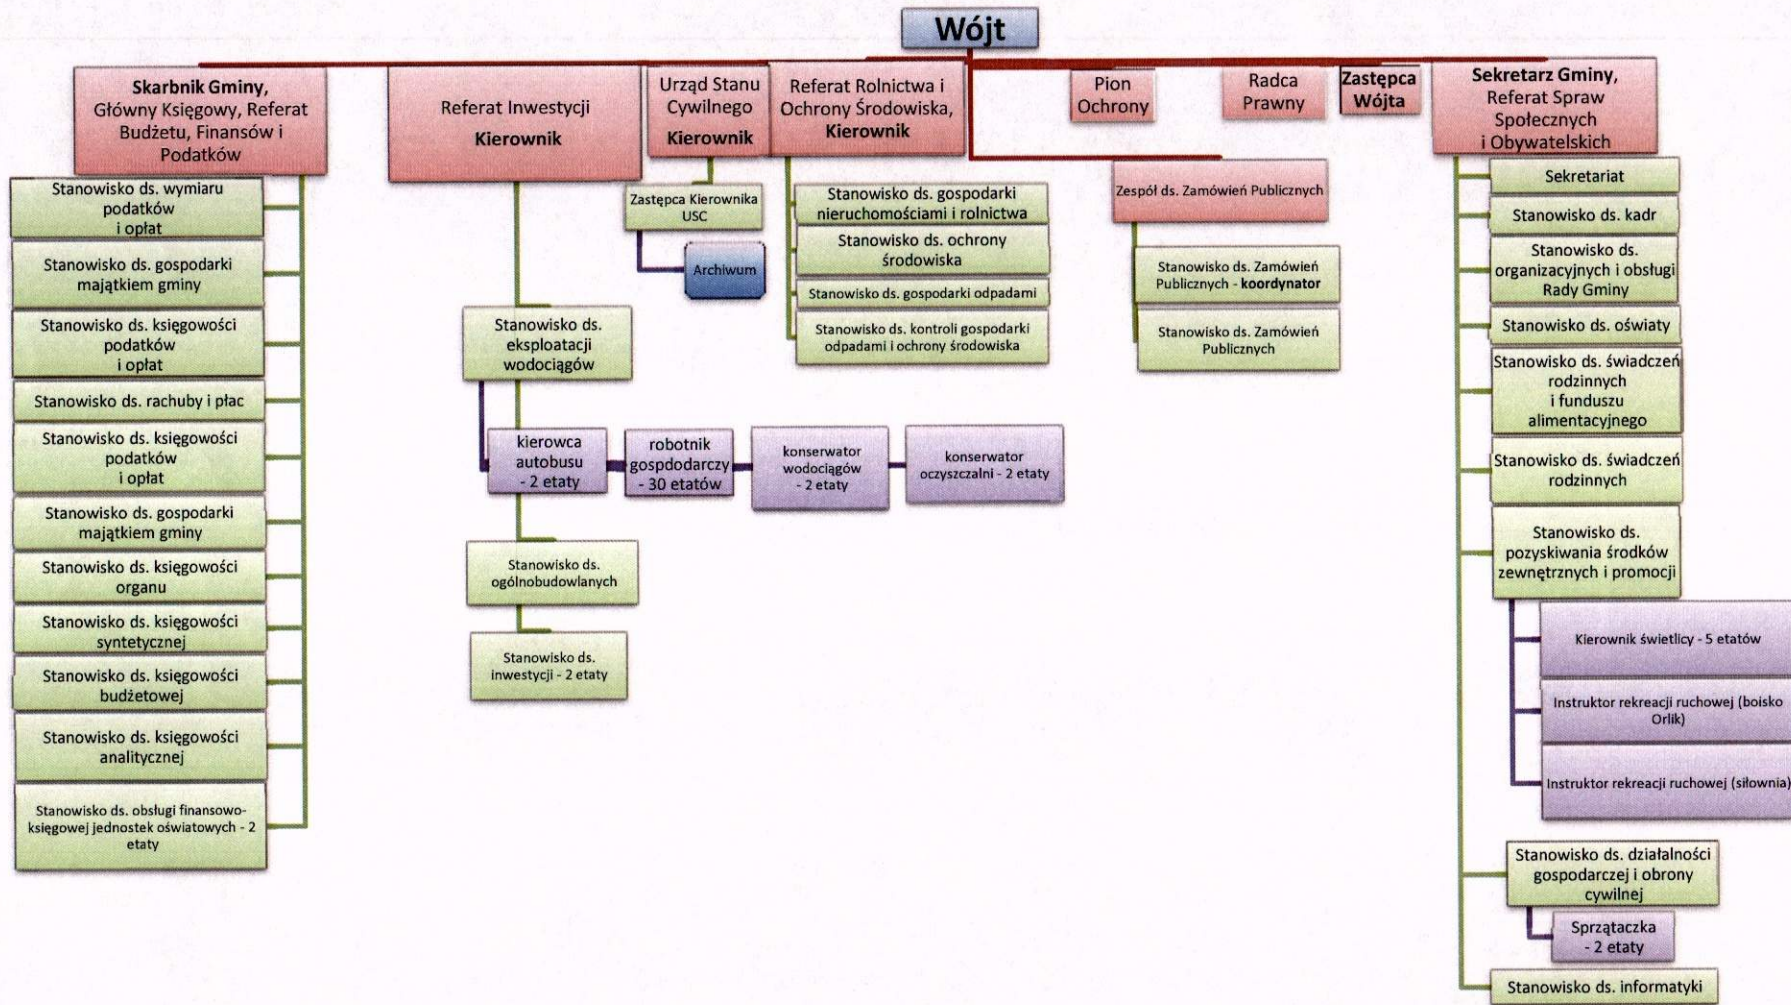 Wójt
Skarbnik Gminy,
Główny Księgowy, Referat
Budżetu, Finansów i
Podatków
Referat Inwestycji
Kierownik
Urząd Stanu
Cywilnego
Kierownik
Referat Rolnictwa i
Ochrony Środowiska,
Kierownik
Pion
Ochrony
Radca
Prawny
Zastępca
Wójta
Sekretarz Gminy,
Referat Spraw
Społecznych
i Obywatelskich
Stanowisko ds. wymiaru
podatków
i opłat
Stanowisko ds. gospodarki
majątkiem gminy
Stanowisko ds. księgowości
podatków
i opłat
Stanowisko ds. rachuby i płac
Stanowisko ds. księgowości
podatków
i opłat
Stanowisko ds. gospodarki
majątkiem gminy
Stanowisko ds. księgowości
organu
Stanowisko ds. księgowości
syntetycznej
Stanowisko ds. księgowości
budżetowej
Stanowisko ds. księgowości
analitycznej
Stanowisko ds. obsługi finansowo-
księgowej jednostek oświatowych - 2
etaty
Stanowisko ds.
eksploatacji
wodociągów
kierowca
autobusu
- 2 etaty
robotnik
gospdodarczy
- 30 etatów
konserwator
wodociągów
- 2 etaty
konserwator
oczyszczalni - 2 etaty
Stanowisko ds.
ogólnobudowlanych
Stanowisko ds.
inwestycji - 2 etaty
Zastępca Kierownika
USC
Archiwum
Stanowisko ds. gospodarki
nieruchomościami i rolnictwa
Stanowisko ds. ochrony
środowiska
Stanowisko ds. gospodarki odpadami
Stanowisko ds. kontroli gospodarki
odpadami i ochrony środowiska
Zespół ds. Zamówień Publicznych
Stanowisko ds. Zamówień
Publicznych - koordynator
Stanowisko ds. Zamówień
Publicznych
Sekretariat
Stanowisko ds. kadr
Stanowisko ds.
organizacyjnych i obsługi
Rady Gminy
Stanowisko ds. oświaty
Stanowisko ds. świadczeń
rodzinnych
i funduszu
alimentacyjnego
Stanowisko ds. świadczeń
rodzinnych
Stanowisko ds.
pozyskiwania środków
zewnętrznych i promocji
Kierownik świetlicy - 5 etatów
Instruktor rekreacji ruchowej (boisko
Orlik)
Instruktor rekreacji ruchowej (siłownia)
Stanowisko ds. działalności
gospodarczej i obrony
cywilnej
Sprzątaczka
- 2 etaty
Stanowisko ds. informatyki